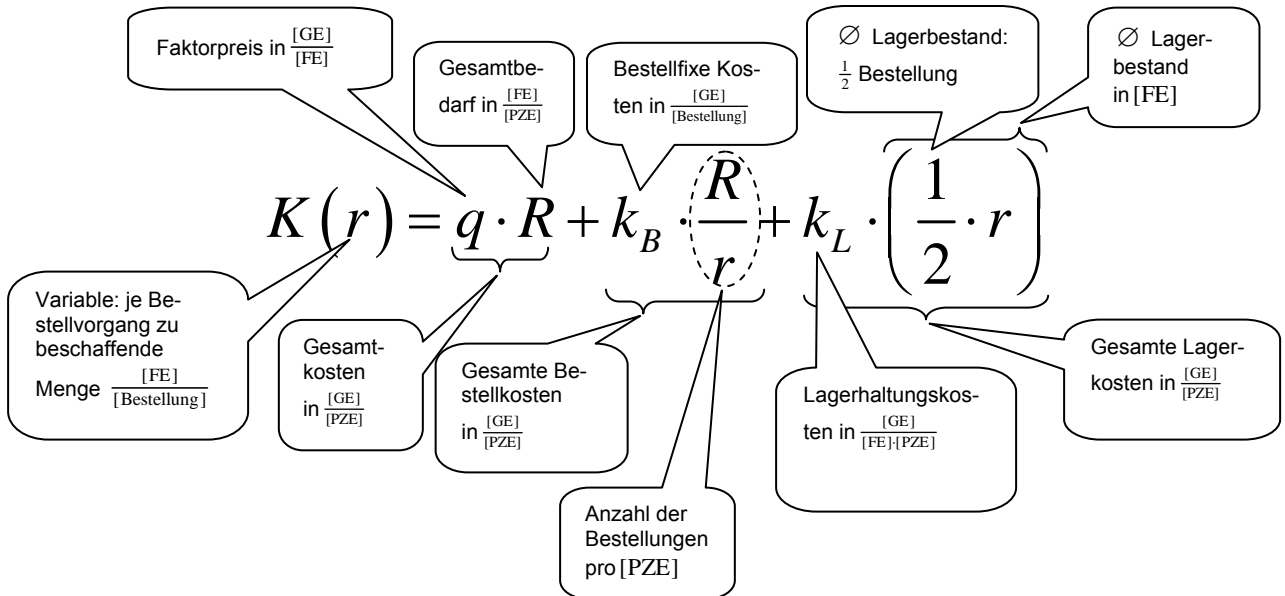 Faktorpreis in [GE]/[FE]
Gesamtbe-
darf in [FE]/[PZE]
Bestellfixe Kos-
ten in [GE]/[Bestellung]
∅ Lagerbestand:
1/2 Bestellung
∅ Lager-
bestand
in [FE]
K(r) = q · R + k_B · R/r + k_L · (1/2 · r)
Variable: je Be-
stellvorgang zu
beschaffende
Menge [FE]/[Bestellung]
Gesamt-
kosten
in [GE]/[PZE]
Gesamte Be-
stellkosten
in [GE]/[PZE]
Anzahl der
Bestellungen
pro [PZE]
Lagerhaltungskos-
ten in [GE]/[FE]·[PZE]
Gesamte Lager-
kosten in [GE]/[PZE]